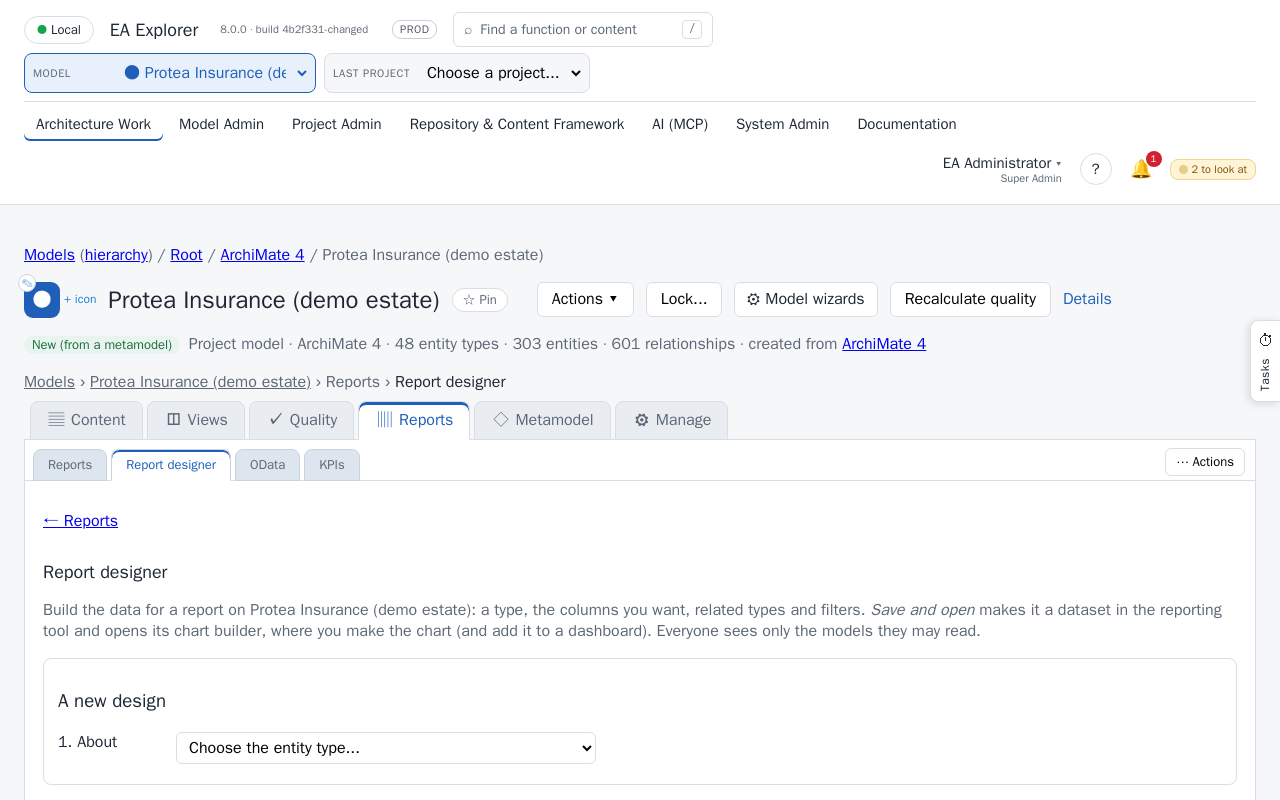 Local
EA Explorer
8.0.0 · build 4b2f331-changed
PROD
Find a function or content
/
MODEL
Protea Insurance (de
LAST PROJECT
Choose a project...
Architecture Work
Model Admin
Project Admin
Repository & Content Framework
AI (MCP)
System Admin
Documentation
EA Administrator ▾
Super Admin
?
1
2 to look at
Models (hierarchy) / Root / ArchiMate 4 / Protea Insurance (demo estate)
+ icon
Protea Insurance (demo estate)
☆ Pin
Actions ▾
Lock...
⚙ Model wizards
Recalculate quality
Details
New (from a metamodel)
Project model · ArchiMate 4 · 48 entity types · 303 entities · 601 relationships · created from ArchiMate 4
Tasks
Models › Protea Insurance (demo estate) › Reports › Report designer
Content
Views
✓ Quality
Reports
◇ Metamodel
⚙ Manage
Reports
Report designer
OData
KPIs
··· Actions
← Reports
Report designer
Build the data for a report on Protea Insurance (demo estate): a type, the columns you want, related types and filters. Save and open makes it a dataset in the reporting
tool and opens its chart builder, where you make the chart (and add it to a dashboard). Everyone sees only the models they may read.
A new design
1. About
Choose the entity type...